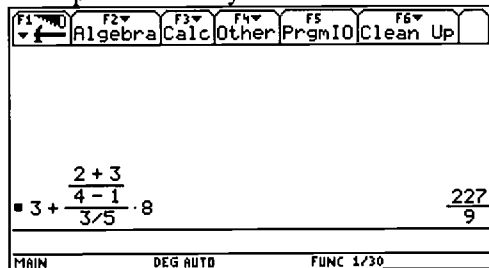 F1 F2 Algebra F3 Calc F4 Other F5 PrgmIO F6 Clean Up
3 + ((2 + 3)/(4 - 1))/(3/5) · 8 227/9
MAIN DEG AUTO FUNC 1/30